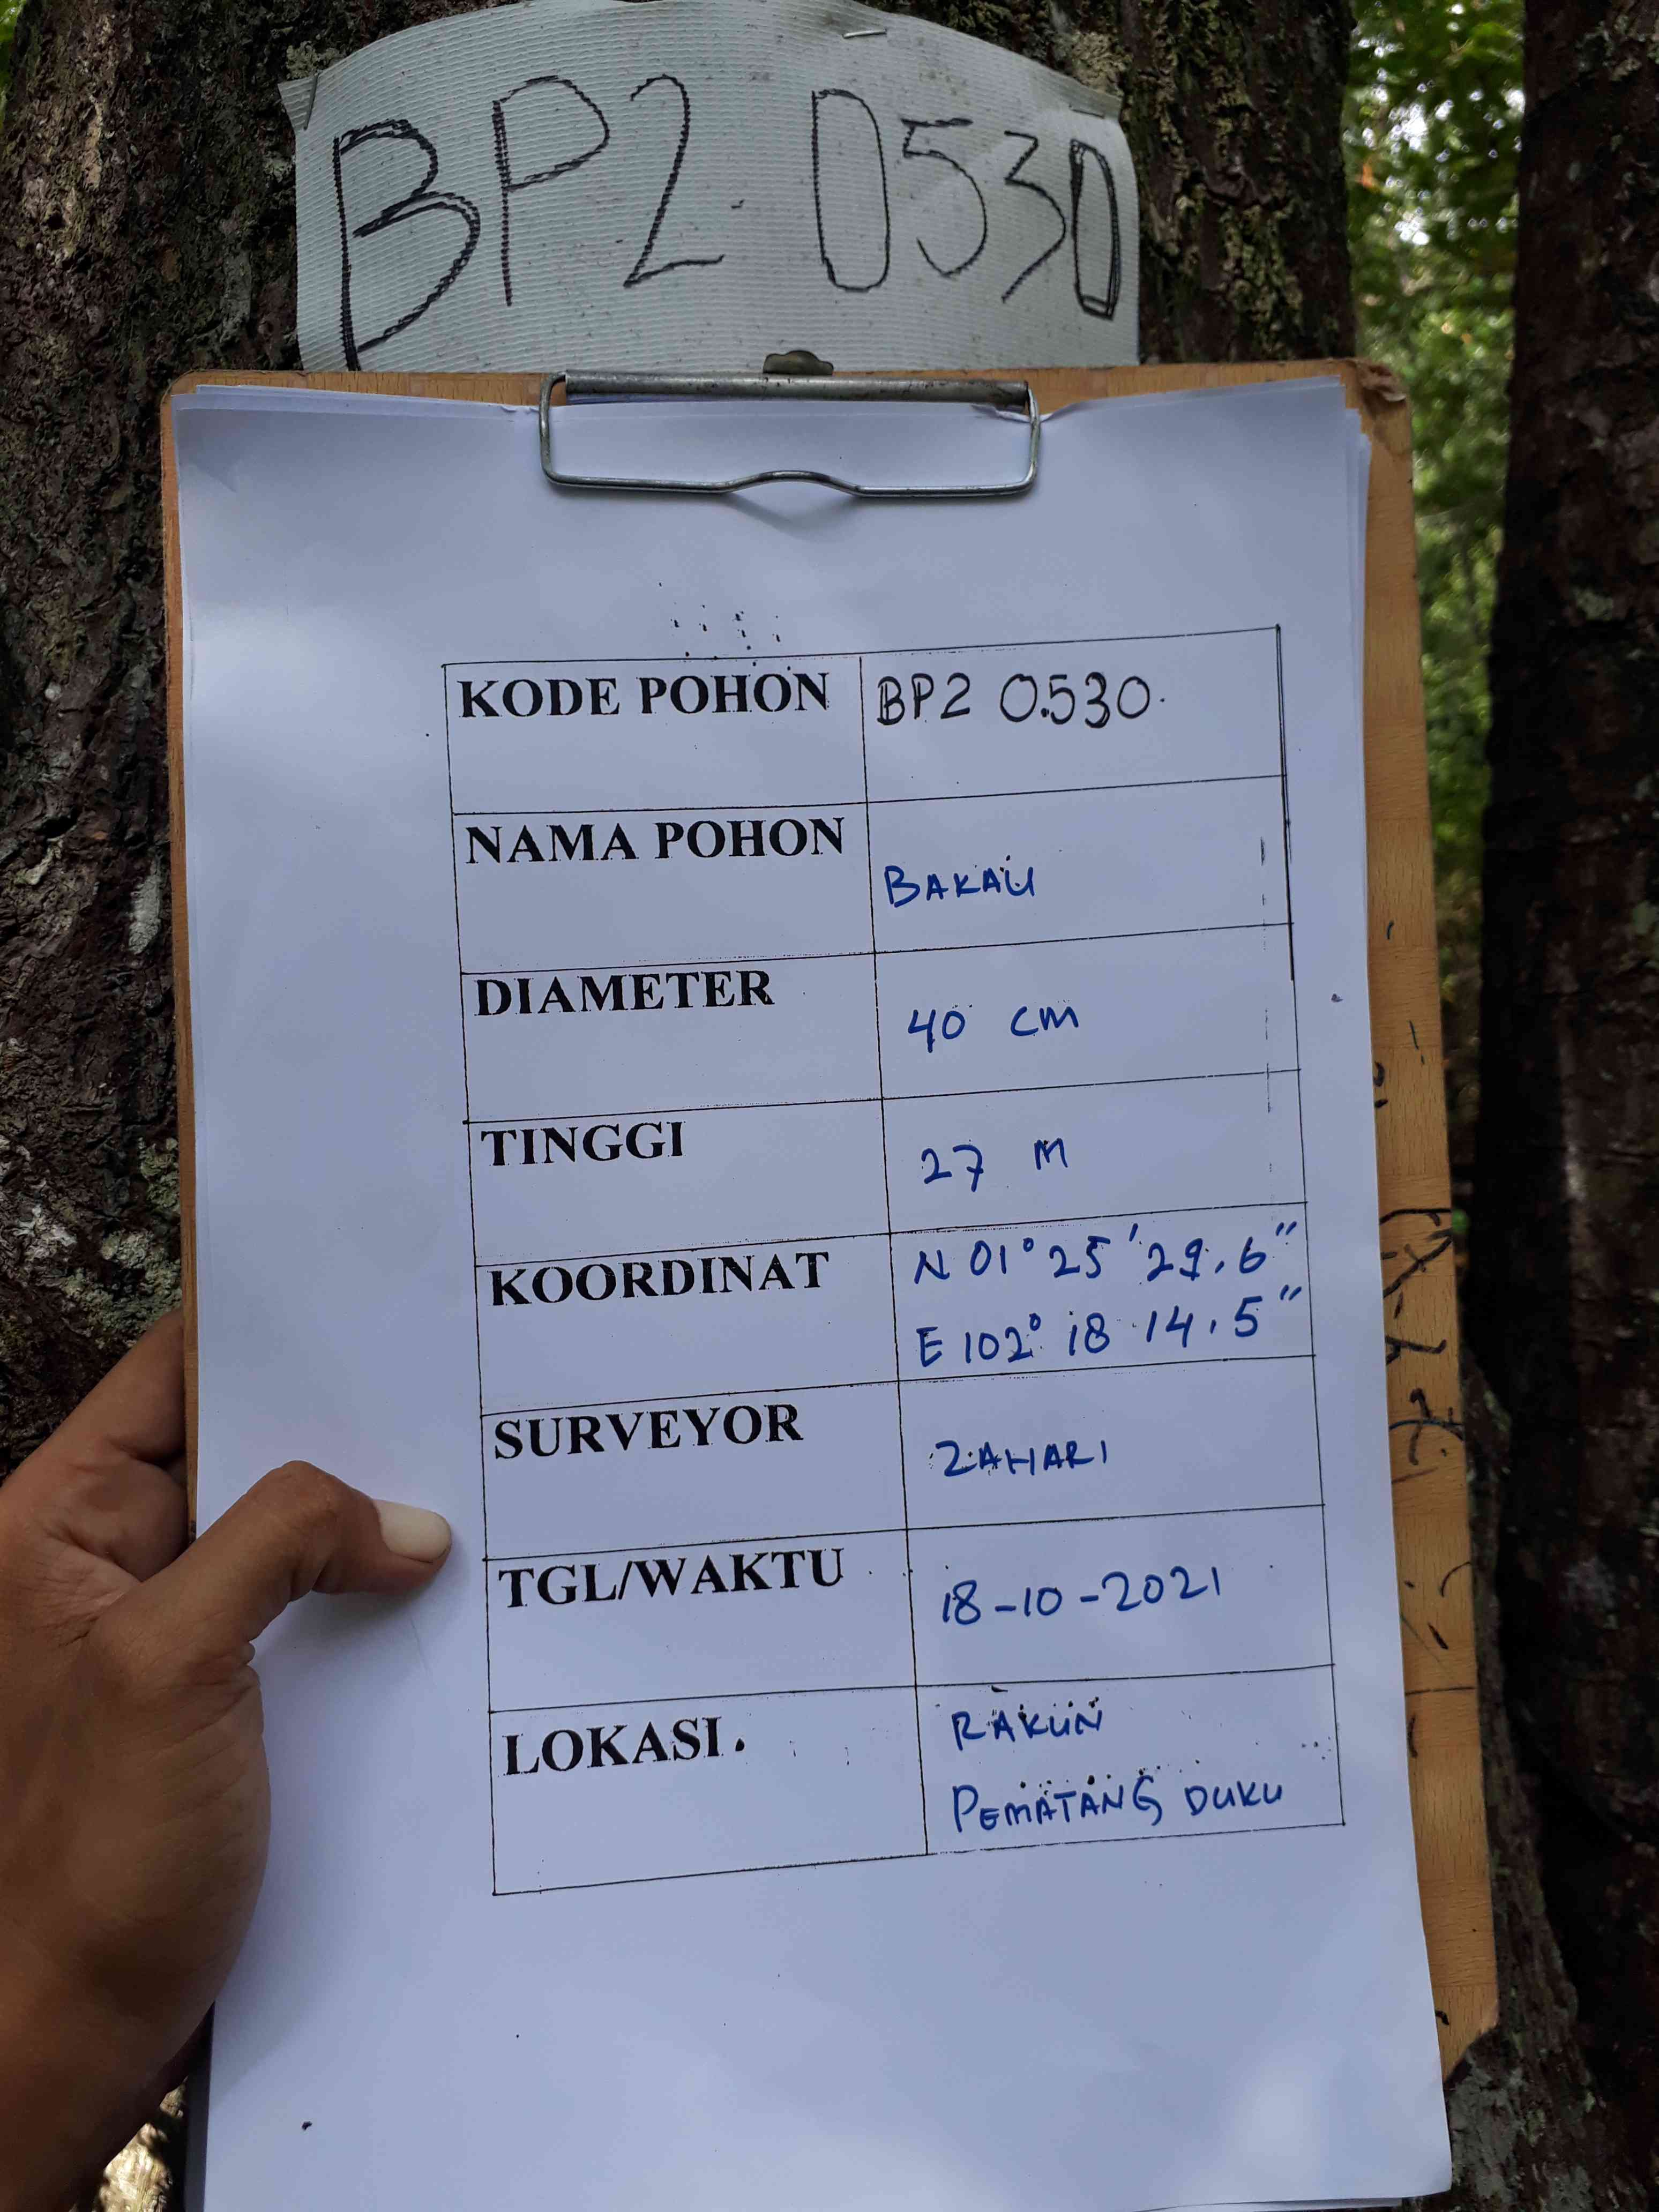 BP2 0530
KODE POHON BP2 0530.
NAMA POHON BAKAU
DIAMETER 40 CM
TINGGI 27 M
KOORDINAT N 01° 25 ' 29.6"
E 102° 18 14.5"
SURVEYOR ZAHARI
TGL/WAKTU 18-10-2021
LOKASI. RAKUN
PEMATANG DUKU